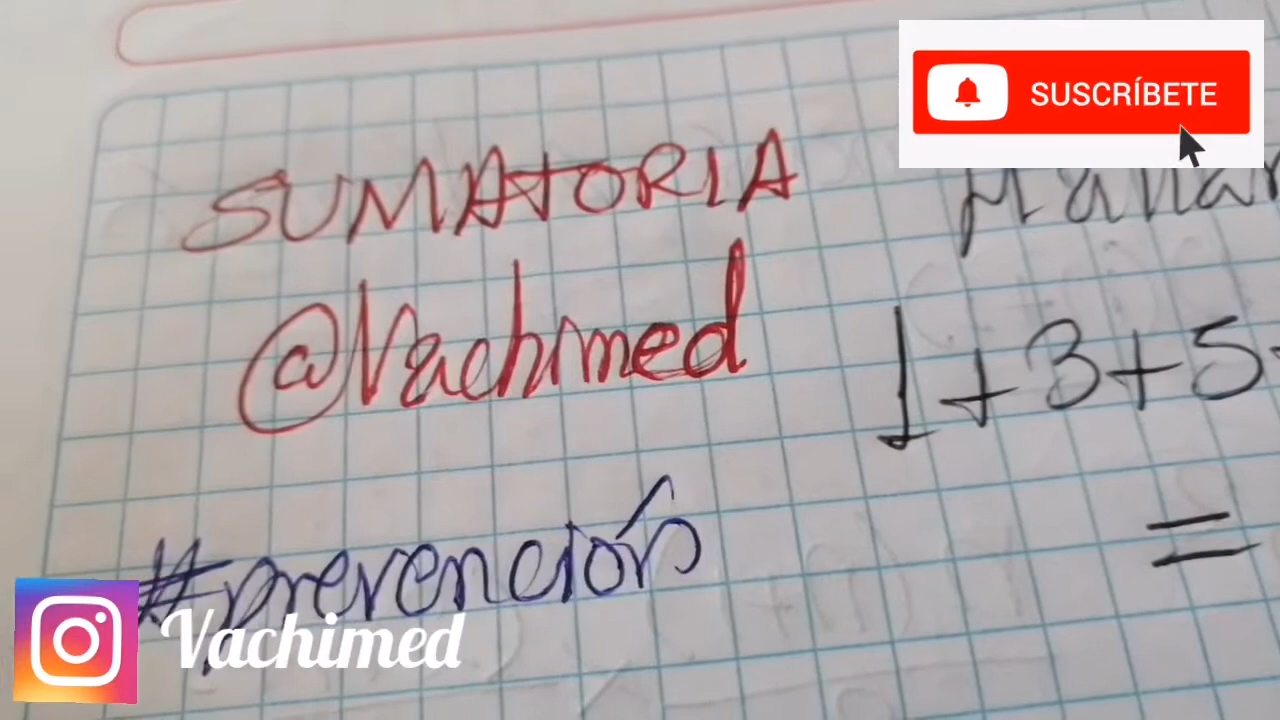 SUSCRÍBETE
SUMATORIA
@Vachimed
1+3+5
=
#prevención
Vachimed